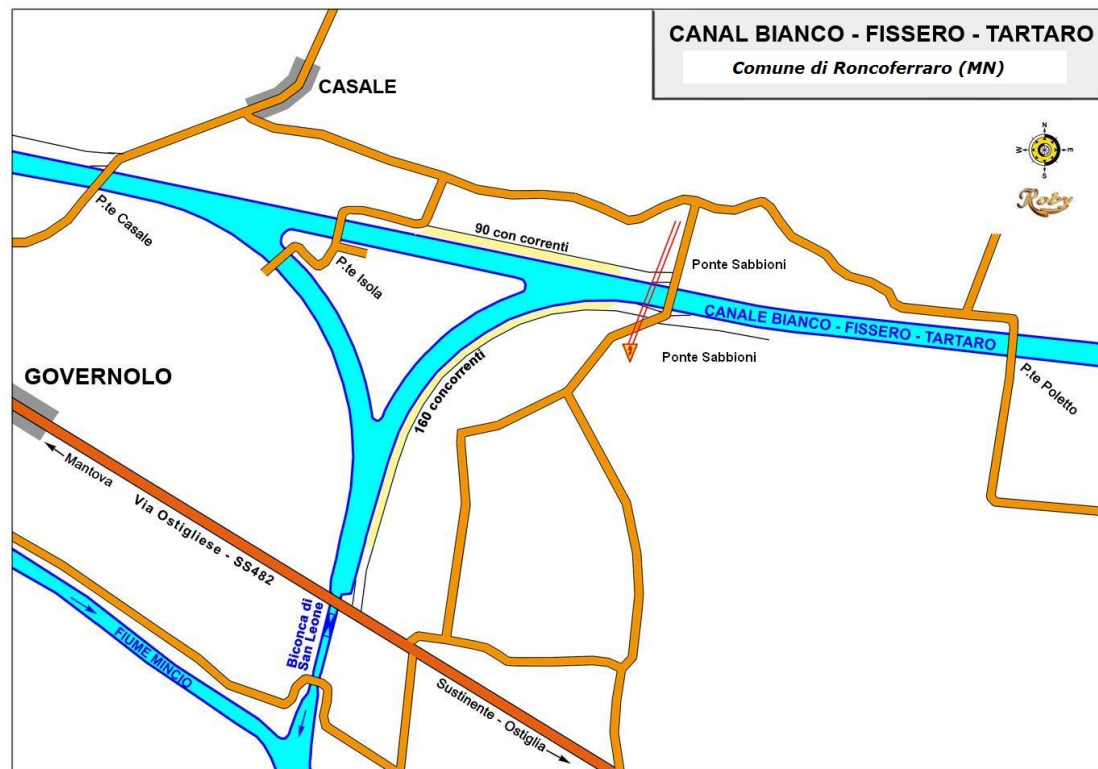 CANAL BIANCO - FISSERO - TARTARO
Comune di Roncoferraro (MN)
CASALE
N
W
E
S
Roby
P.te Casale
90 con correnti
P.te Isola
Ponte Sabbioni
CANALE BIANCO - FISSERO - TARTARO
Ponte Sabbioni
P.te Poletto
160 concorrenti
GOVERNOLO
Mantova
Via Ostigliese - SS482
Biconca di
San Leone
FIUME MINCIO
Sustinente - Ostiglia